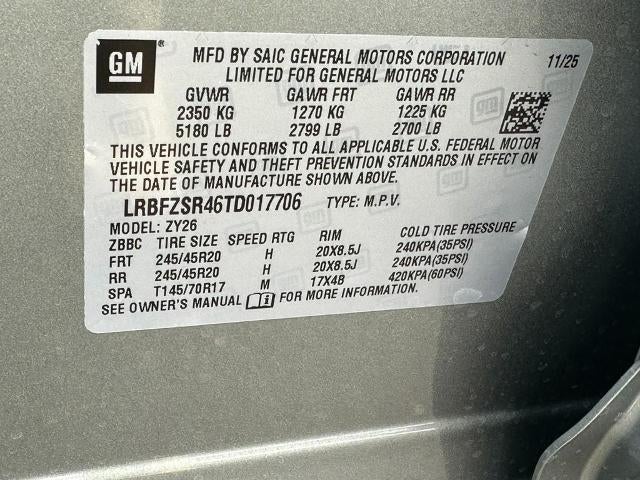 GM
MFD BY SAIC GENERAL MOTORS CORPORATION 11/25
LIMITED FOR GENERAL MOTORS LLC
GVWR GAWR FRT GAWR RR
2350 KG 1270 KG 1225 KG
5180 LB 2799 LB 2700 LB
THIS VEHICLE CONFORMS TO ALL APPLICABLE U.S. FEDERAL MOTOR
VEHICLE SAFETY AND THEFT PREVENTION STANDARDS IN EFFECT ON
THE DATE OF MANUFACTURE SHOWN ABOVE.
LRBFZSR46TD017706 TYPE: M.P.V.
MODEL: ZY26
ZBBC TIRE SIZE SPEED RTG RIM COLD TIRE PRESSURE
FRT 245/45R20 H 20X8.5J 240KPA(35PSI)
RR 245/45R20 H 20X8.5J 240KPA(35PSI)
SPA T145/70R17 M 17X4B 420KPA(60PSI)
SEE OWNER'S MANUAL FOR MORE INFORMATION